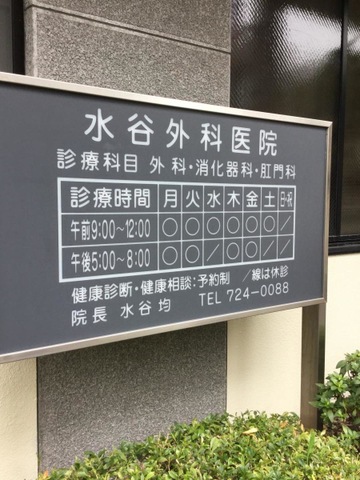 水谷外科医院
診療科目 外科・消化器科・肛門科
診療時間 月 火 水 木 金 土 日・祝
午前9:00〜12:00 ○ ○ ○ ○ ○ ○ ／
午後5:00〜8:00 ○ ○ ／ ○ ○ ／ ／
健康診断・健康相談:予約制 ／線は休診
院長 水谷 均 TEL 724-0088